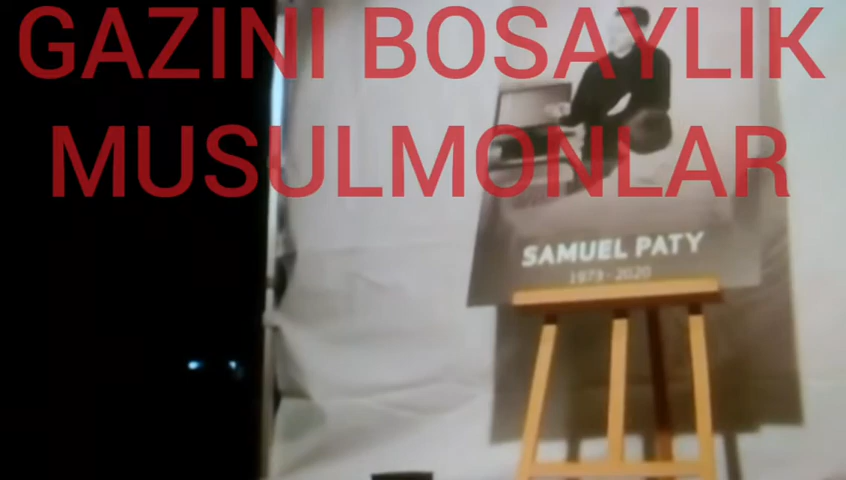 GAZINI BOSAYLIK
MUSULMONLAR
SAMUEL PATY
1973 - 2020